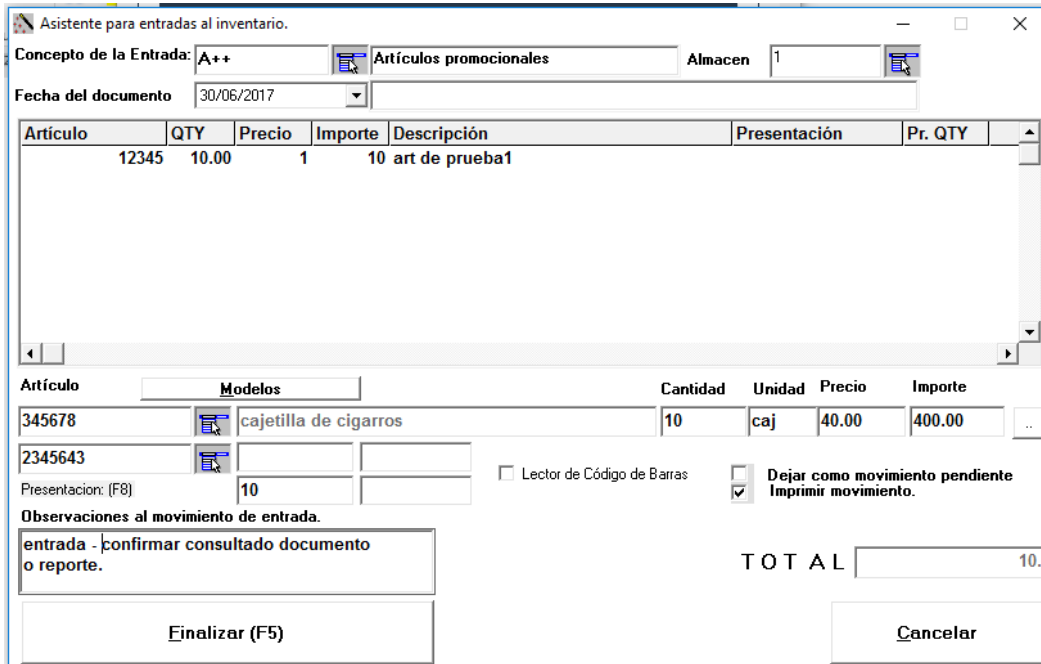 Asistente para entradas al inventario.
Concepto de la Entrada: A++ Artículos promocionales Almacen 1
Fecha del documento 30/06/2017
Artículo QTY Precio Importe Descripción Presentación Pr. QTY
12345 10.00 1 10 art de prueba1
Artículo Modelos Cantidad Unidad Precio Importe
345678 cajetilla de cigarros 10 caj 40.00 400.00 ..
2345643
Lector de Código de Barras Dejar como movimiento pendiente
Presentacion: (F8) 10 Imprimir movimiento.
Observaciones al movimiento de entrada.
entrada - confirmar consultado documento
o reporte.
T O T A L 10.
Finalizar (F5) Cancelar